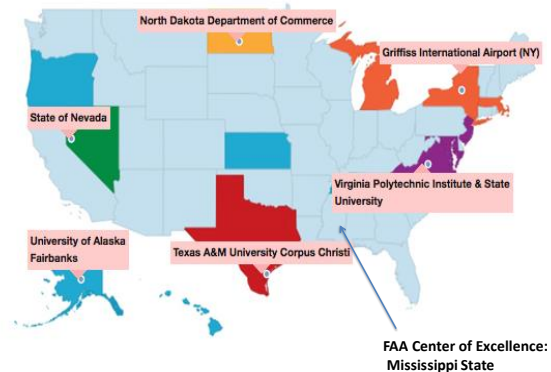 North Dakota Department of Commerce
Griffiss International Airport (NY)
State of Nevada
Virginia Polytechnic Institute & State
University
University of Alaska
Fairbanks
Texas A&M University Corpus Christi
FAA Center of Excellence:
Mississippi State